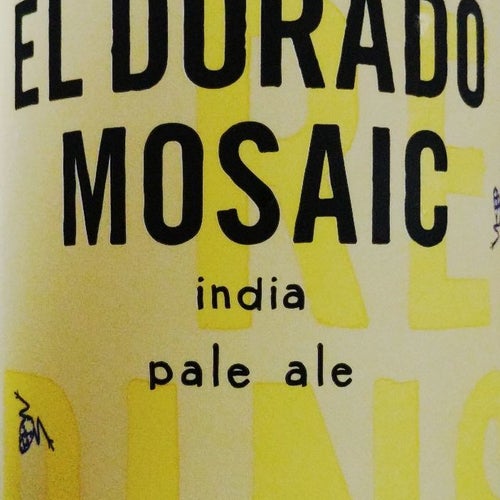 EL DORADO
MOSAIC
india
pale ale